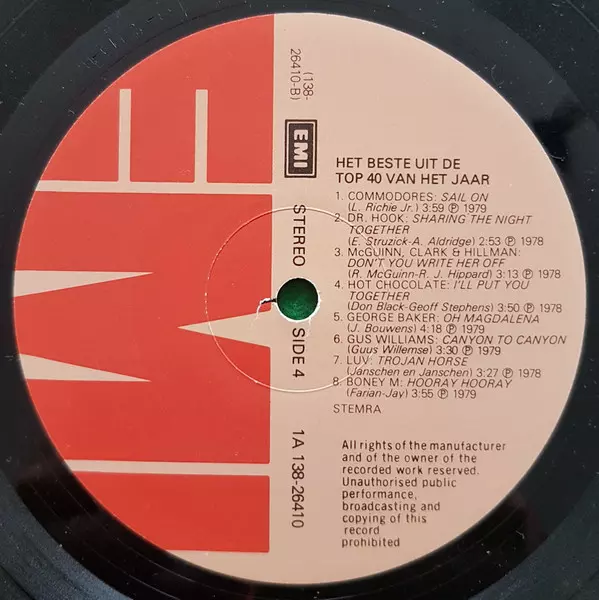 HET BESTE UIT DE
TOP 40 VAN HET JAAR
1. COMMODORES: SAIL ON
(L. Richie Jr.) 3:59 Ⓟ 1979
2. DR. HOOK: SHARING THE NIGHT
TOGETHER
(E. Struzick-A. Aldridge) 2:53 Ⓟ 1978
3. McGUINN, CLARK & HILLMAN:
DON'T YOU WRITE HER OFF
(R. McGuinn-R. J. Hippard) 3:13 Ⓟ 1978
4. HOT CHOCOLATE: I'LL PUT YOU
TOGETHER
(Don Black-Geoff Stephens) 3:50 Ⓟ 1978
5. GEORGE BAKER: OH MAGDALENA
(J. Bouwens) 4:18 Ⓟ 1979
6. GUS WILLIAMS: CANYON TO CANYON
(Guus Willemse) 3:30 Ⓟ 1979
7. LUV: TROJAN HORSE
(Janschen en Janschen) 3:27 Ⓟ 1978
8. BONEY M: HOORAY HOORAY
(Farian-Jay) 3:55 Ⓟ 1979
STEMRA
All rights of the manufacturer
and of the owner of the
recorded work reserved.
Unauthorised public
performance,
broadcasting and
copying of this
record
prohibited
(138-
26410-B)
EMI
STEREO
SIDE 4
1A 138-26410
EMI